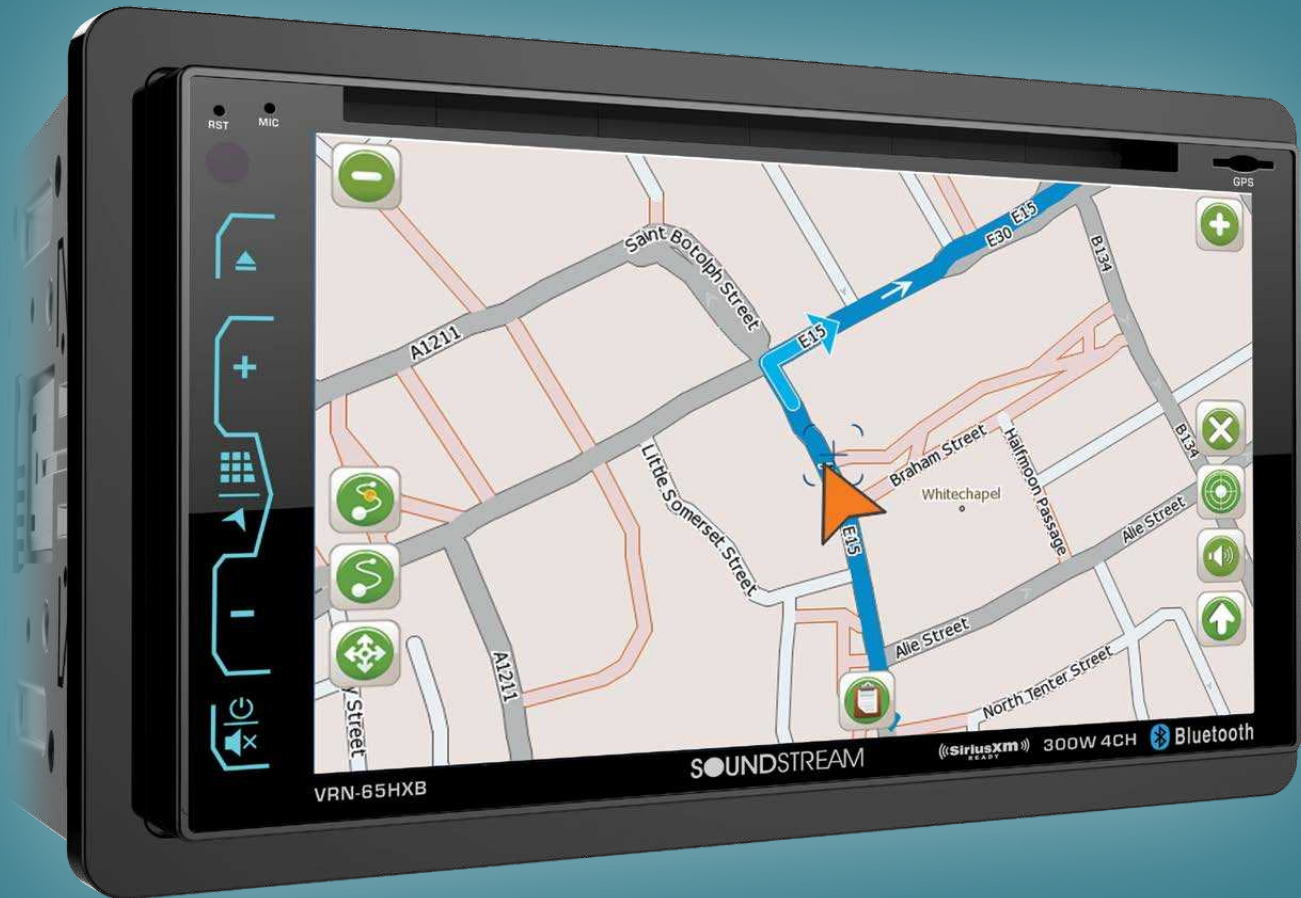 RST
MIC
GPS
E15
E30
Saint Botolph Street
B134
A1211
E15
B134
Little Somerset Street
Braham Street
Halfmoon Passage
Whitechapel
E15
Alie Street
Alie Street
A1211
North Tenter Street
y Street
SOUNDSTREAM
((SiriusXM))
READY
300W 4CH
Bluetooth
VRN-65HXB